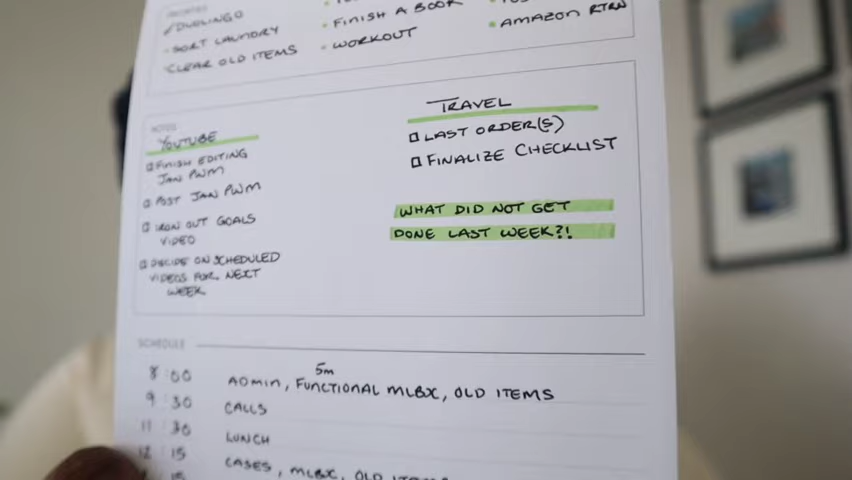 PRIORITIES
DUOLINGO
SORT LAUNDRY
CLEAR OLD ITEMS
FINISH A BOOK
WORKOUT
AMAZON RTRN
NOTES
YOUTUBE
FINISH EDITING
JAN PWM
POST JAN PWM
IRON OUT GOALS
VIDEO
DECIDE ON SCHEDULED
VIDEOS FOR NEXT
WEEK
TRAVEL
LAST ORDER(S)
FINALIZE CHECKLIST
WHAT DID NOT GET
DONE LAST WEEK?!
SCHEDULE
5m
8:00 ADMIN, FUNCTIONAL MLBX, OLD ITEMS
9:30 CALLS
11:30 LUNCH
12:15 CASES, MLBX, OLD ITEMS